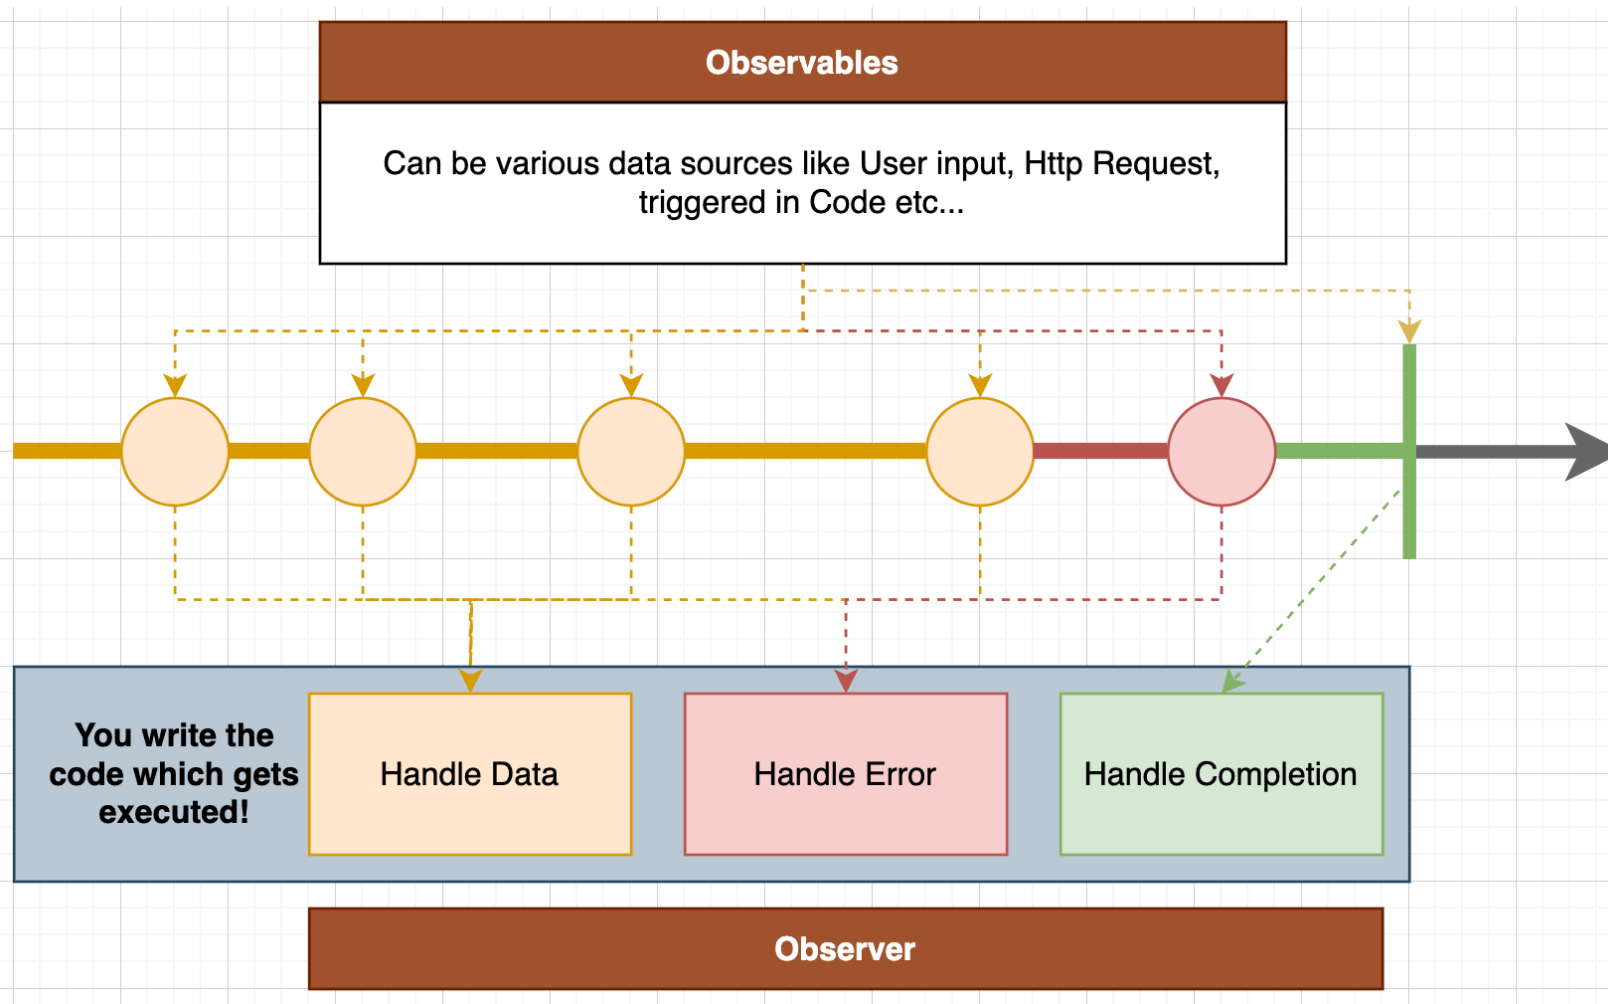 Observables
Can be various data sources like User input, Http Request,
triggered in Code etc...
You write the
code which gets
executed!
Handle Data
Handle Error
Handle Completion
Observer